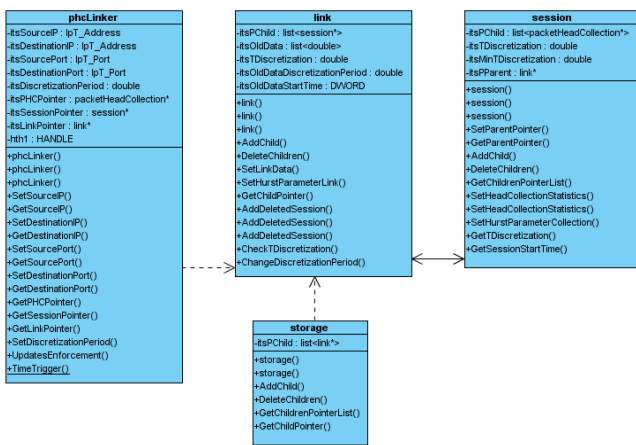 phcLinker
-itsSourceIP : IpT_Address
-itsDestinationIP : IpT_Address
-itsSourcePort : IpT_Port
-itsDestinationPort : IpT_Port
-itsDiscretizationPeriod : double
-itsPHCPointer : packetHeadCollection*
-itsSessionPointer : session*
-itsLinkPointer : link*
-hth1 : HANDLE
+phcLinker()
+phcLinker()
+phcLinker()
+SetSourceIP()
+GetSourceIP()
+SetDestinationIP()
+GetDestinationIP()
+SetSourcePort()
+GetSourcePort()
+SetDestinationPort()
+GetDestinationPort()
+GetPHCPointer()
+GetSessionPointer()
+GetLinkPointer()
+SetDiscretizationPeriod()
+UpdatesEnforcement()
+TimeTrigger()
link
-itsPChild : list<session*>
-itsOldData : list<double>
-itsTDiscretization : double
-itsOldDataDiscretizationPeriod : double
-itsOldDataStartTime : DWORD
+link()
+link()
+link()
+AddChild()
+DeleteChildren()
+SetLinkData()
+SetHurstParameterLink()
+GetChildPointer()
+AddDeletedSession()
+AddDeletedSession()
+AddDeletedSession()
+CheckTDiscretization()
+ChangeDiscretizationPeriod()
session
-itsPChild : list<packetHeadCollection*>
-itsTDiscretization : double
-itsMinTDiscretization : double
-itsPParent : link*
+session()
+session()
+session()
+SetParentPointer()
+GetParentPointer()
+AddChild()
+DeleteChildren()
+GetChildrenPointerList()
+SetHeadCollectionStatistics()
+SetHeadCollectionStatistics()
+SetHurstParameterCollection()
+GetTDiscretization()
+GetSessionStartTime()
storage
-itsPChild : list<link*>
+storage()
+storage()
+AddChild()
+DeleteChildren()
+GetChildrenPointerList()
+GetChildPointer()